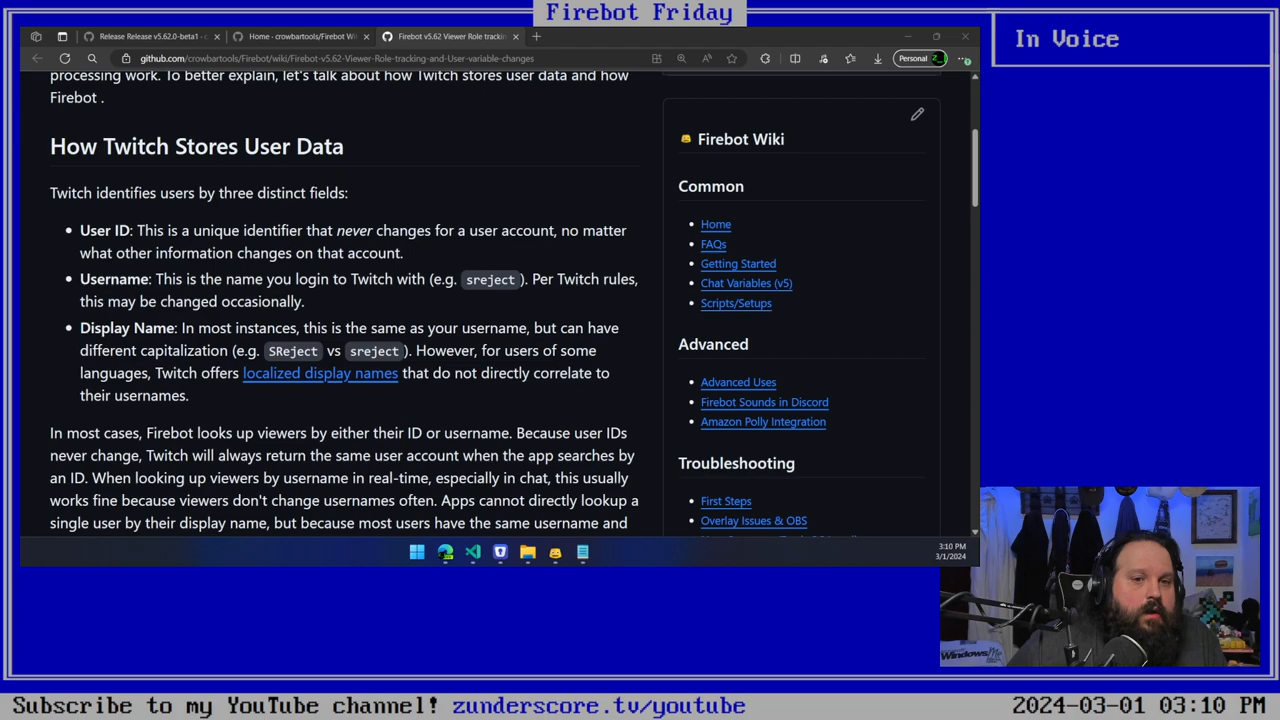 Firebot Friday
In Voice
Release Release v5.62.0-beta1 - c
Home - crowbartools/Firebot Wi
Firebot v5.62 Viewer Role trackin
github.com/crowbartools/Firebot/wiki/Firebot-v5.62-Viewer-Role-tracking-and-User-variable-changes
Personal
processing work. To better explain, let's talk about how Twitch stores user data and how
Firebot .
How Twitch Stores User Data
Twitch identifies users by three distinct fields:
User ID: This is a unique identifier that never changes for a user account, no matter
what other information changes on that account.
Username: This is the name you login to Twitch with (e.g. sreject ). Per Twitch rules,
this may be changed occasionally.
Display Name: In most instances, this is the same as your username, but can have
different capitalization (e.g. SReject vs sreject ). However, for users of some
languages, Twitch offers localized display names that do not directly correlate to
their usernames.
In most cases, Firebot looks up viewers by either their ID or username. Because user IDs
never change, Twitch will always return the same user account when the app searches by
an ID. When looking up viewers by username in real-time, especially in chat, this usually
works fine because viewers don't change usernames often. Apps cannot directly lookup a
single user by their display name, but because most users have the same username and
Firebot Wiki
Common
Home
FAQs
Getting Started
Chat Variables (v5)
Scripts/Setups
Advanced
Advanced Uses
Firebot Sounds in Discord
Amazon Polly Integration
Troubleshooting
First Steps
Overlay Issues & OBS
3:10 PM
3/1/2024
Windows
Subscribe to my YouTube channel! zunderscore.tv/youtube
2024-03-01 03:10 PM